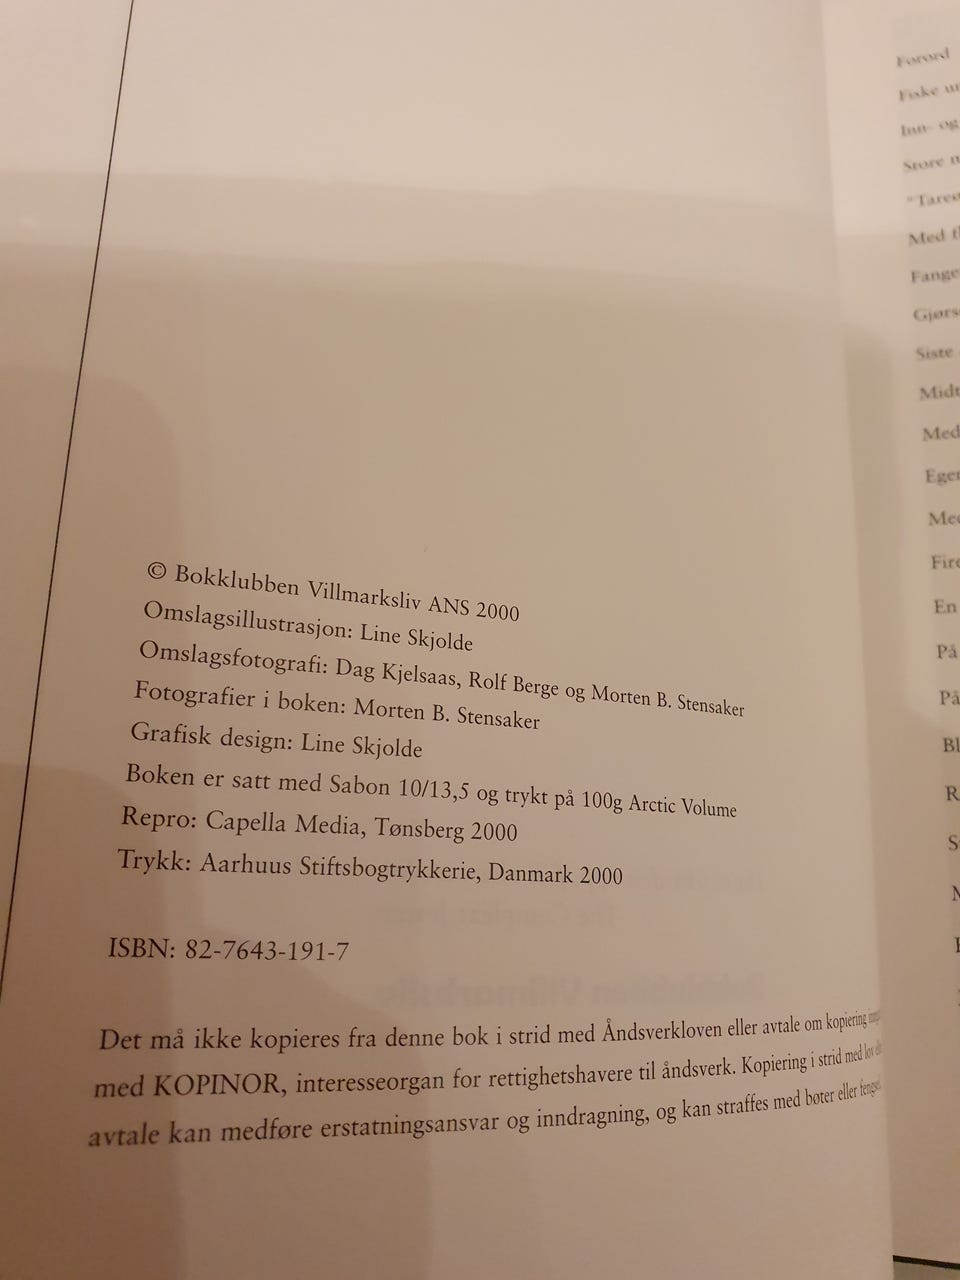 © Bokklubben Villmarksliv ANS 2000
Omslagsillustrasjon: Line Skjolde
Omslagsfotografi: Dag Kjelsaas, Rolf Berge og Morten B. Stensaker
Fotografier i boken: Morten B. Stensaker
Grafisk design: Line Skjolde
Boken er satt med Sabon 10/13,5 og trykt på 100g Arctic Volume
Repro: Capella Media, Tønsberg 2000
Trykk: Aarhuus Stiftsbogtrykkerie, Danmark 2000
ISBN: 82-7643-191-7
Det må ikke kopieres fra denne bok i strid med Åndsverkloven eller avtale om kopiering
med KOPINOR, interesseorgan for rettighetshavere til åndsverk. Kopiering i strid med lov
avtale kan medføre erstatningsansvar og inndragning, og kan straffes med bøter eller fengsel
Forord
Fiske
Inn- og
Store
Med
Siste
Med
En
På
På